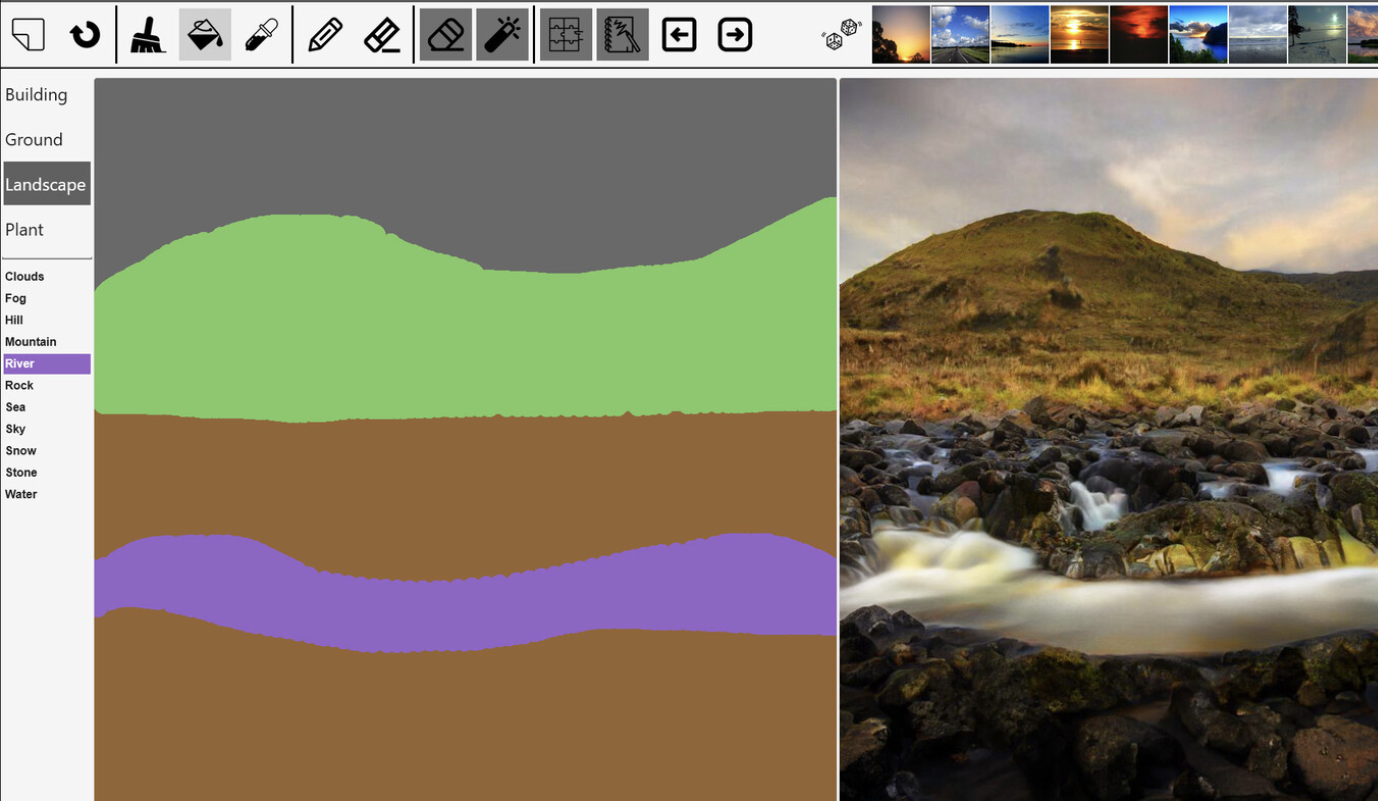 Building
Ground
Landscape
Plant
Clouds
Fog
Hill
Mountain
River
Rock
Sea
Sky
Snow
Stone
Water